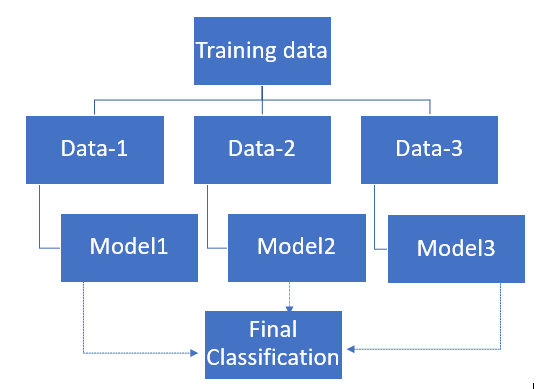 Training data
Data-1
Data-2
Data-3
Model1
Model2
Model3
Final
Classification